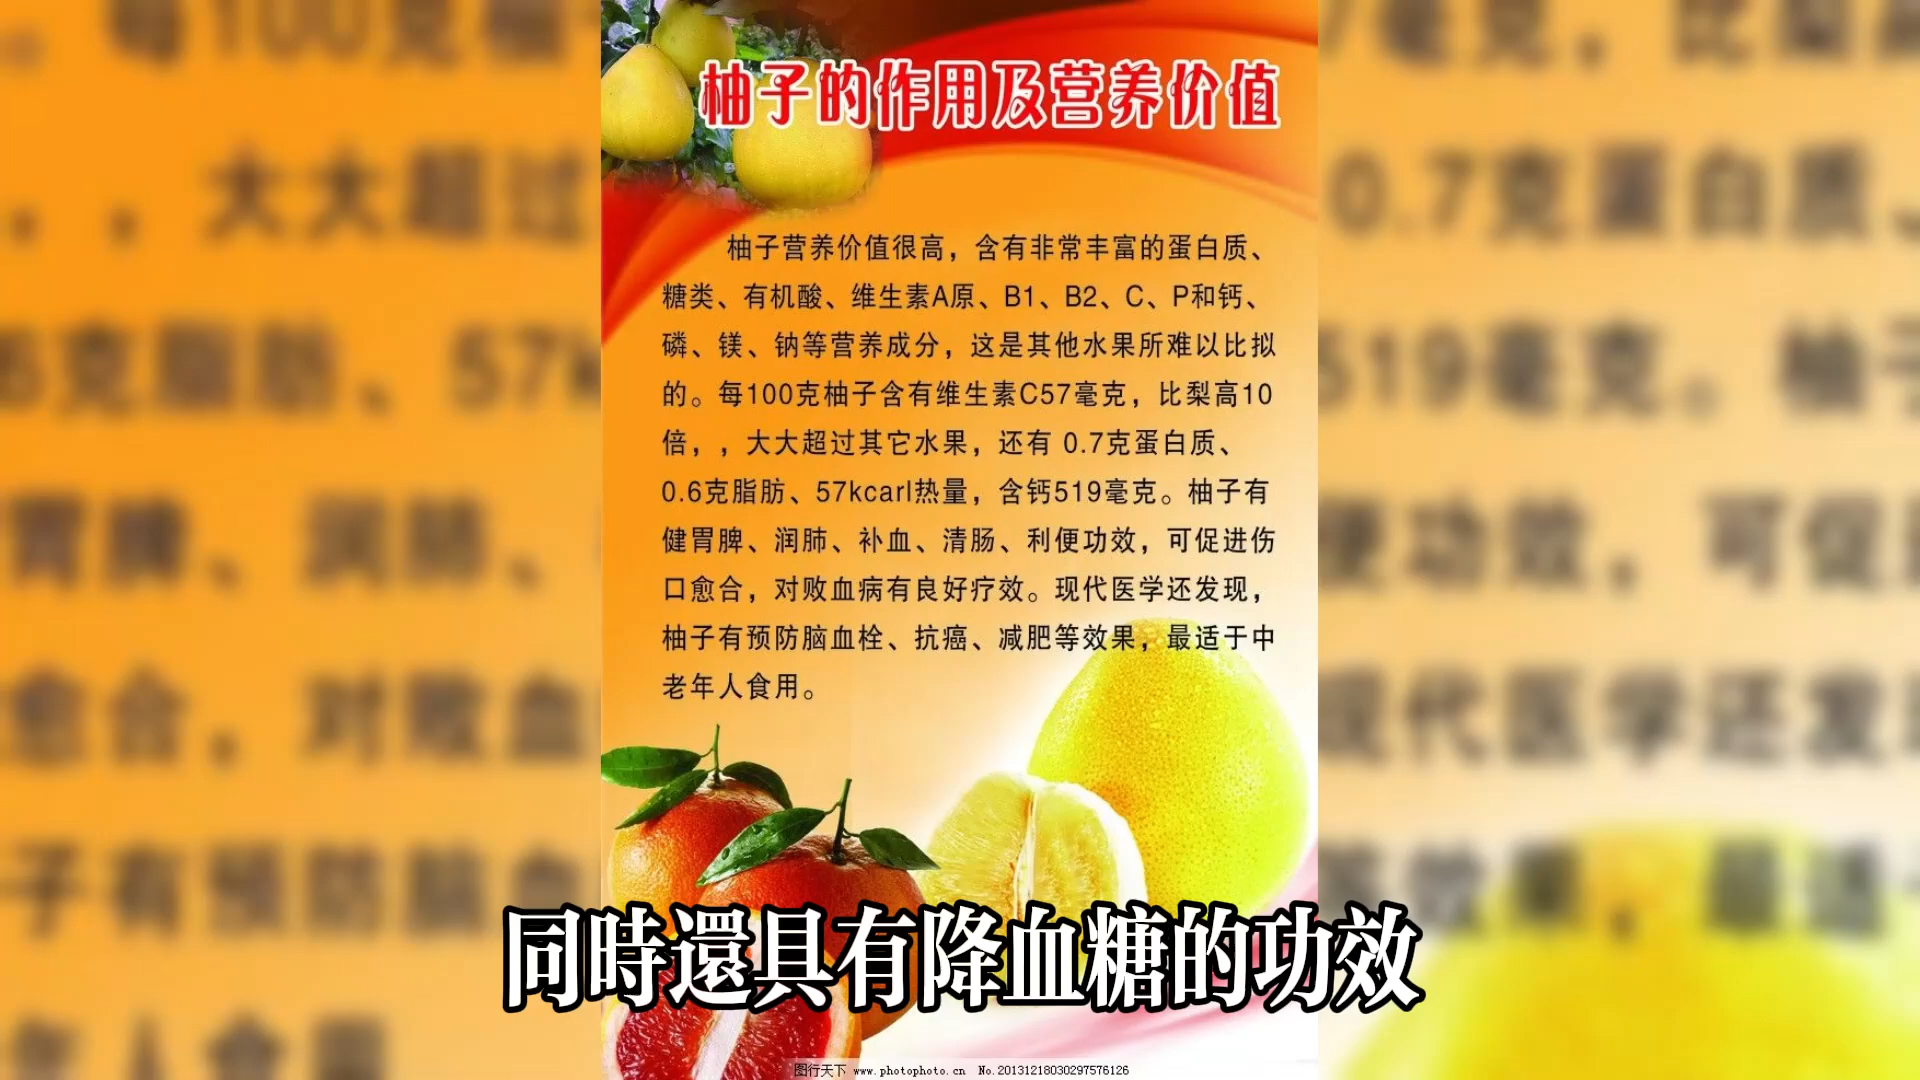 柚子的作用及营养价值
柚子营养价值很高，含有非常丰富的蛋白质、
糖类、有机酸、维生素A原、B1、B2、C、P和钙、
磷、镁、钠等营养成分，这是其他水果所难以比拟
的。每100克柚子含有维生素C57毫克，比梨高10
倍，，大大超过其它水果，还有 0.7克蛋白质、
0.6克脂肪、57kcarl热量，含钙519毫克。柚子有
健胃脾、润肺、补血、清肠、利便功效，可促进伤
口愈合，对败血病有良好疗效。现代医学还发现，
柚子有预防脑血栓、抗癌、减肥等效果，最适于中
老年人食用。
同時還具有降血糖的功效
图行天下 www.photophoto.cn No.20131218030297576126